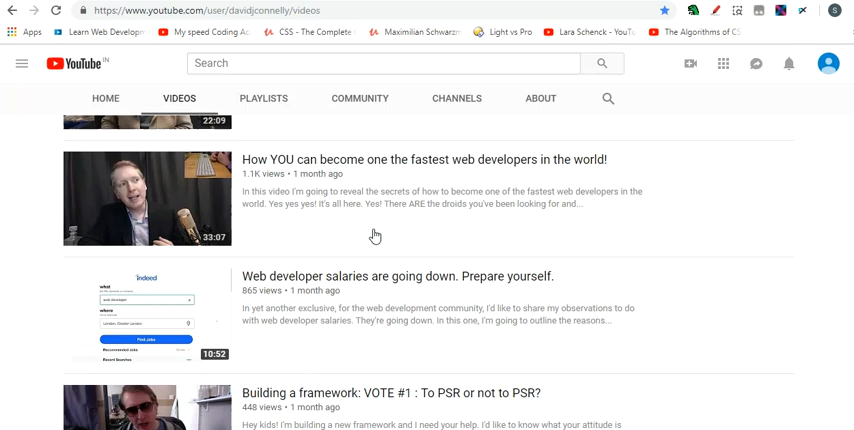 https://www.youtube.com/user/davidjconnelly/videos
Apps Learn Web Developm My speed Coding Ac CSS - The Complete Maximilian Schwarzm Light vs Pro Lara Schenck - YouTu The Algorithms of CS
YouTube IN Search
HOME VIDEOS PLAYLISTS COMMUNITY CHANNELS ABOUT
22:09
How YOU can become one the fastest web developers in the world!
1.1K views • 1 month ago
In this video I'm going to reveal the secrets of how to become one of the fastest web developers in the
world. Yes yes yes! It's all here. Yes! There ARE the droids you've been looking for and...
33:07
indeed
what
web developer
where
London, Greater London
Find Jobs
Recommended Jobs
Recent Searches
10:52
Web developer salaries are going down. Prepare yourself.
865 views • 1 month ago
In yet another exclusive, for the web development community, I'd like to share my observations to do
with web developer salaries. They're going down. In this one, I'm going to outline the reasons...
Building a framework: VOTE #1 : To PSR or not to PSR?
448 views • 1 month ago
Hey kids! I'm building a new framework and I need your help. I'd like to know what your attitude is